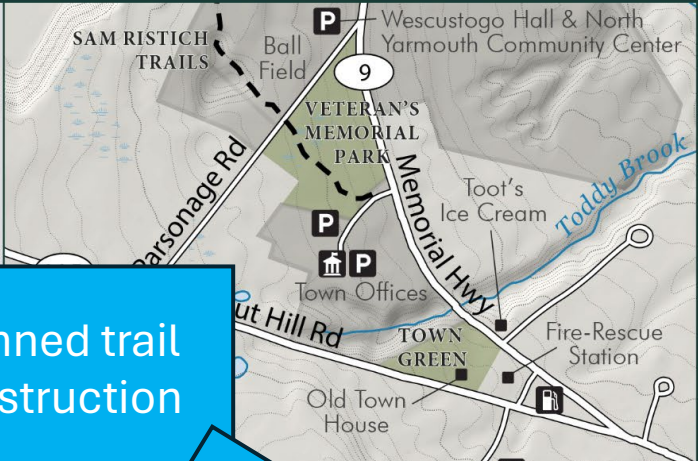 P
Wescustogo Hall & North
Yarmouth Community Center
SAM RISTICH
TRAILS
Ball
Field
9
VETERAN'S
MEMORIAL
PARK
Parsonage Rd
Memorial Hwy
Toot's
Ice Cream
Toddy Brook
P
P
Town Offices
ut Hill Rd
TOWN
GREEN
Fire-Rescue
Station
Old Town
House
nned trail
struction